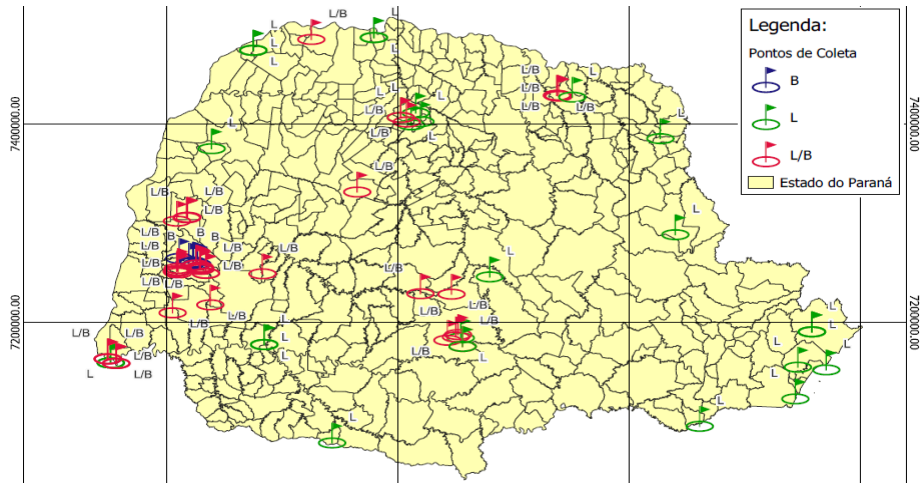 Legenda:
Pontos de Coleta
B
L
L/B
Estado do Paraná
7400000.00
7400000.00
7200000.00
7200000.00
L
L
L
L/B
L
L
L/B
L/B
L/B
L/B
L
L
L
L
L
L/B
L/B
L
L
L/B
L/B
L/B
L
L/B
L/B
B
B
B
L/B
L/B
L/B
L/B
L/B
L/B
L/B
L/B
L/B
L
L/B
L/B
L/B
L/B
L
L/B
L/B
L/B
L
L/B
L
L
L
L
L
L
L
L
L